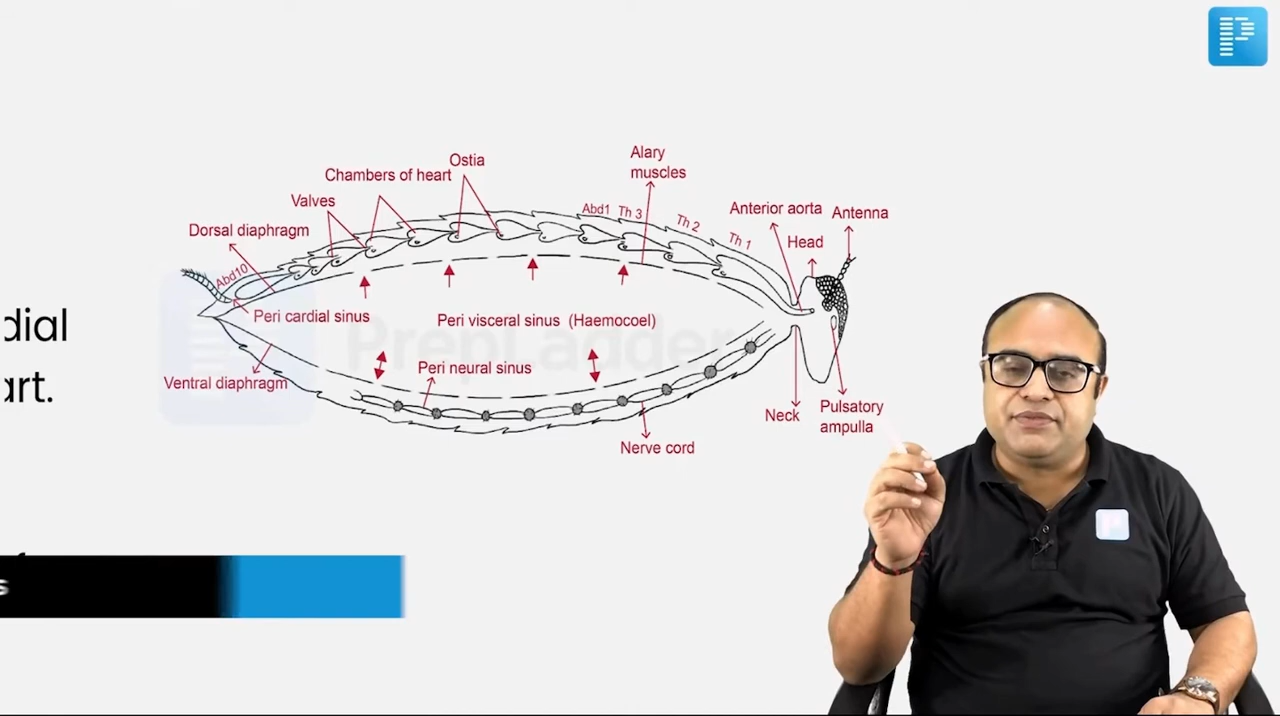 P
Alary
muscles
Ostia
Chambers of heart
Valves
Abd1 Th 3
Th 2
Th 1
Anterior aorta
Antenna
Dorsal diaphragm
Head
Abd10
Peri cardial sinus
Peri visceral sinus (Haemocoel)
dial
PrepLadder
Peri neural sinus
Ventral diaphragm
art.
Neck
Pulsatory
ampulla
Nerve cord
s